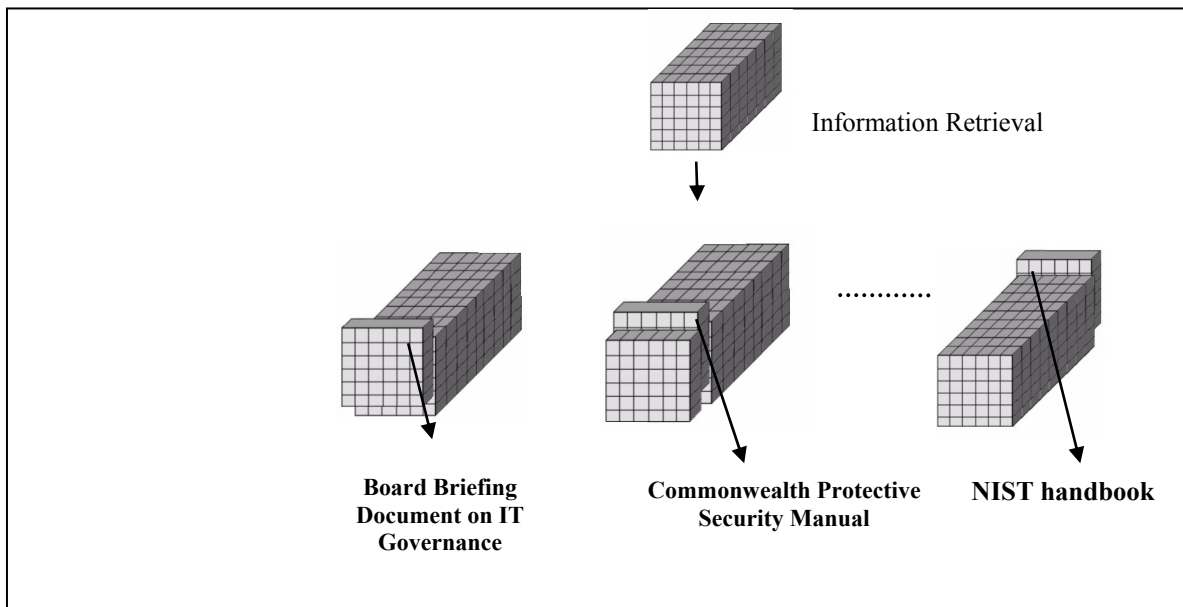 Information Retrieval
............
Board Briefing
Document on IT
Governance
Commonwealth Protective
Security Manual
NIST handbook